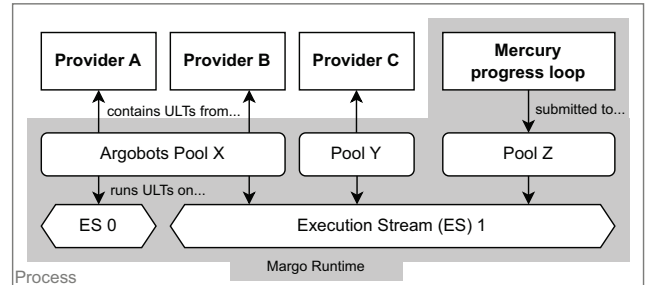 Provider A
Provider B
Provider C
Mercury
progress loop
contains ULTs from...
submitted to...
Argobots Pool X
Pool Y
Pool Z
runs ULTs on...
ES 0
Execution Stream (ES) 1
Margo Runtime
Process